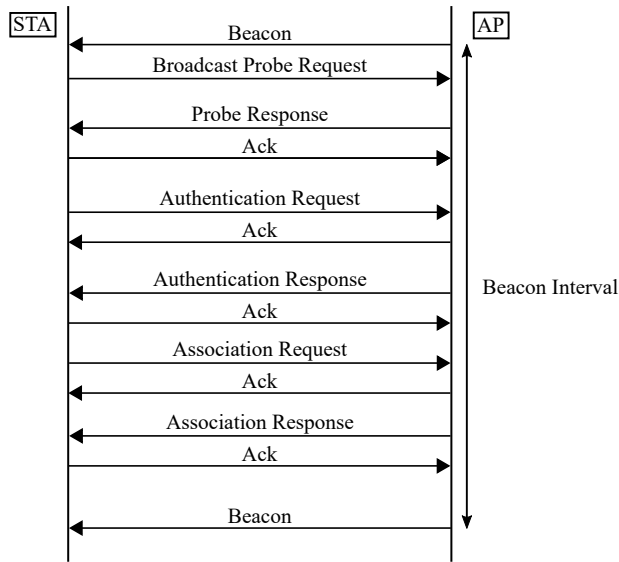 STA
AP
Beacon
Broadcast Probe Request
Probe Response
Ack
Authentication Request
Ack
Authentication Response
Beacon Interval
Ack
Association Request
Ack
Association Response
Ack
Beacon